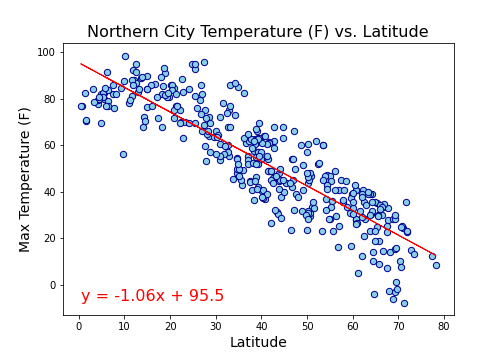 Northern City Temperature (F) vs. Latitude
Max Temperature (F)
100
80
60
40
20
0
y = -1.06x + 95.5
0 10 20 30 40 50 60 70 80
Latitude